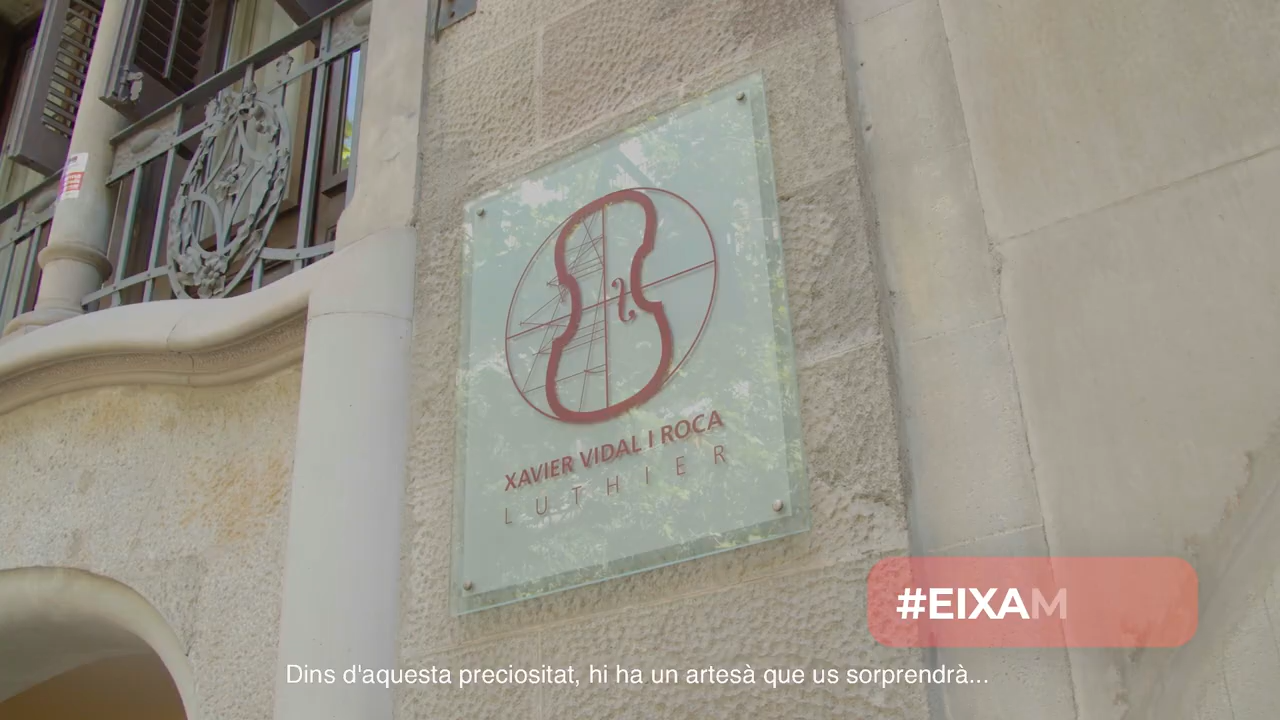 XAVIER VIDAL I ROCA
LUTHIER
#EIXAM
Dins d'aquesta preciositat, hi ha un artesà que us sorprendrà...